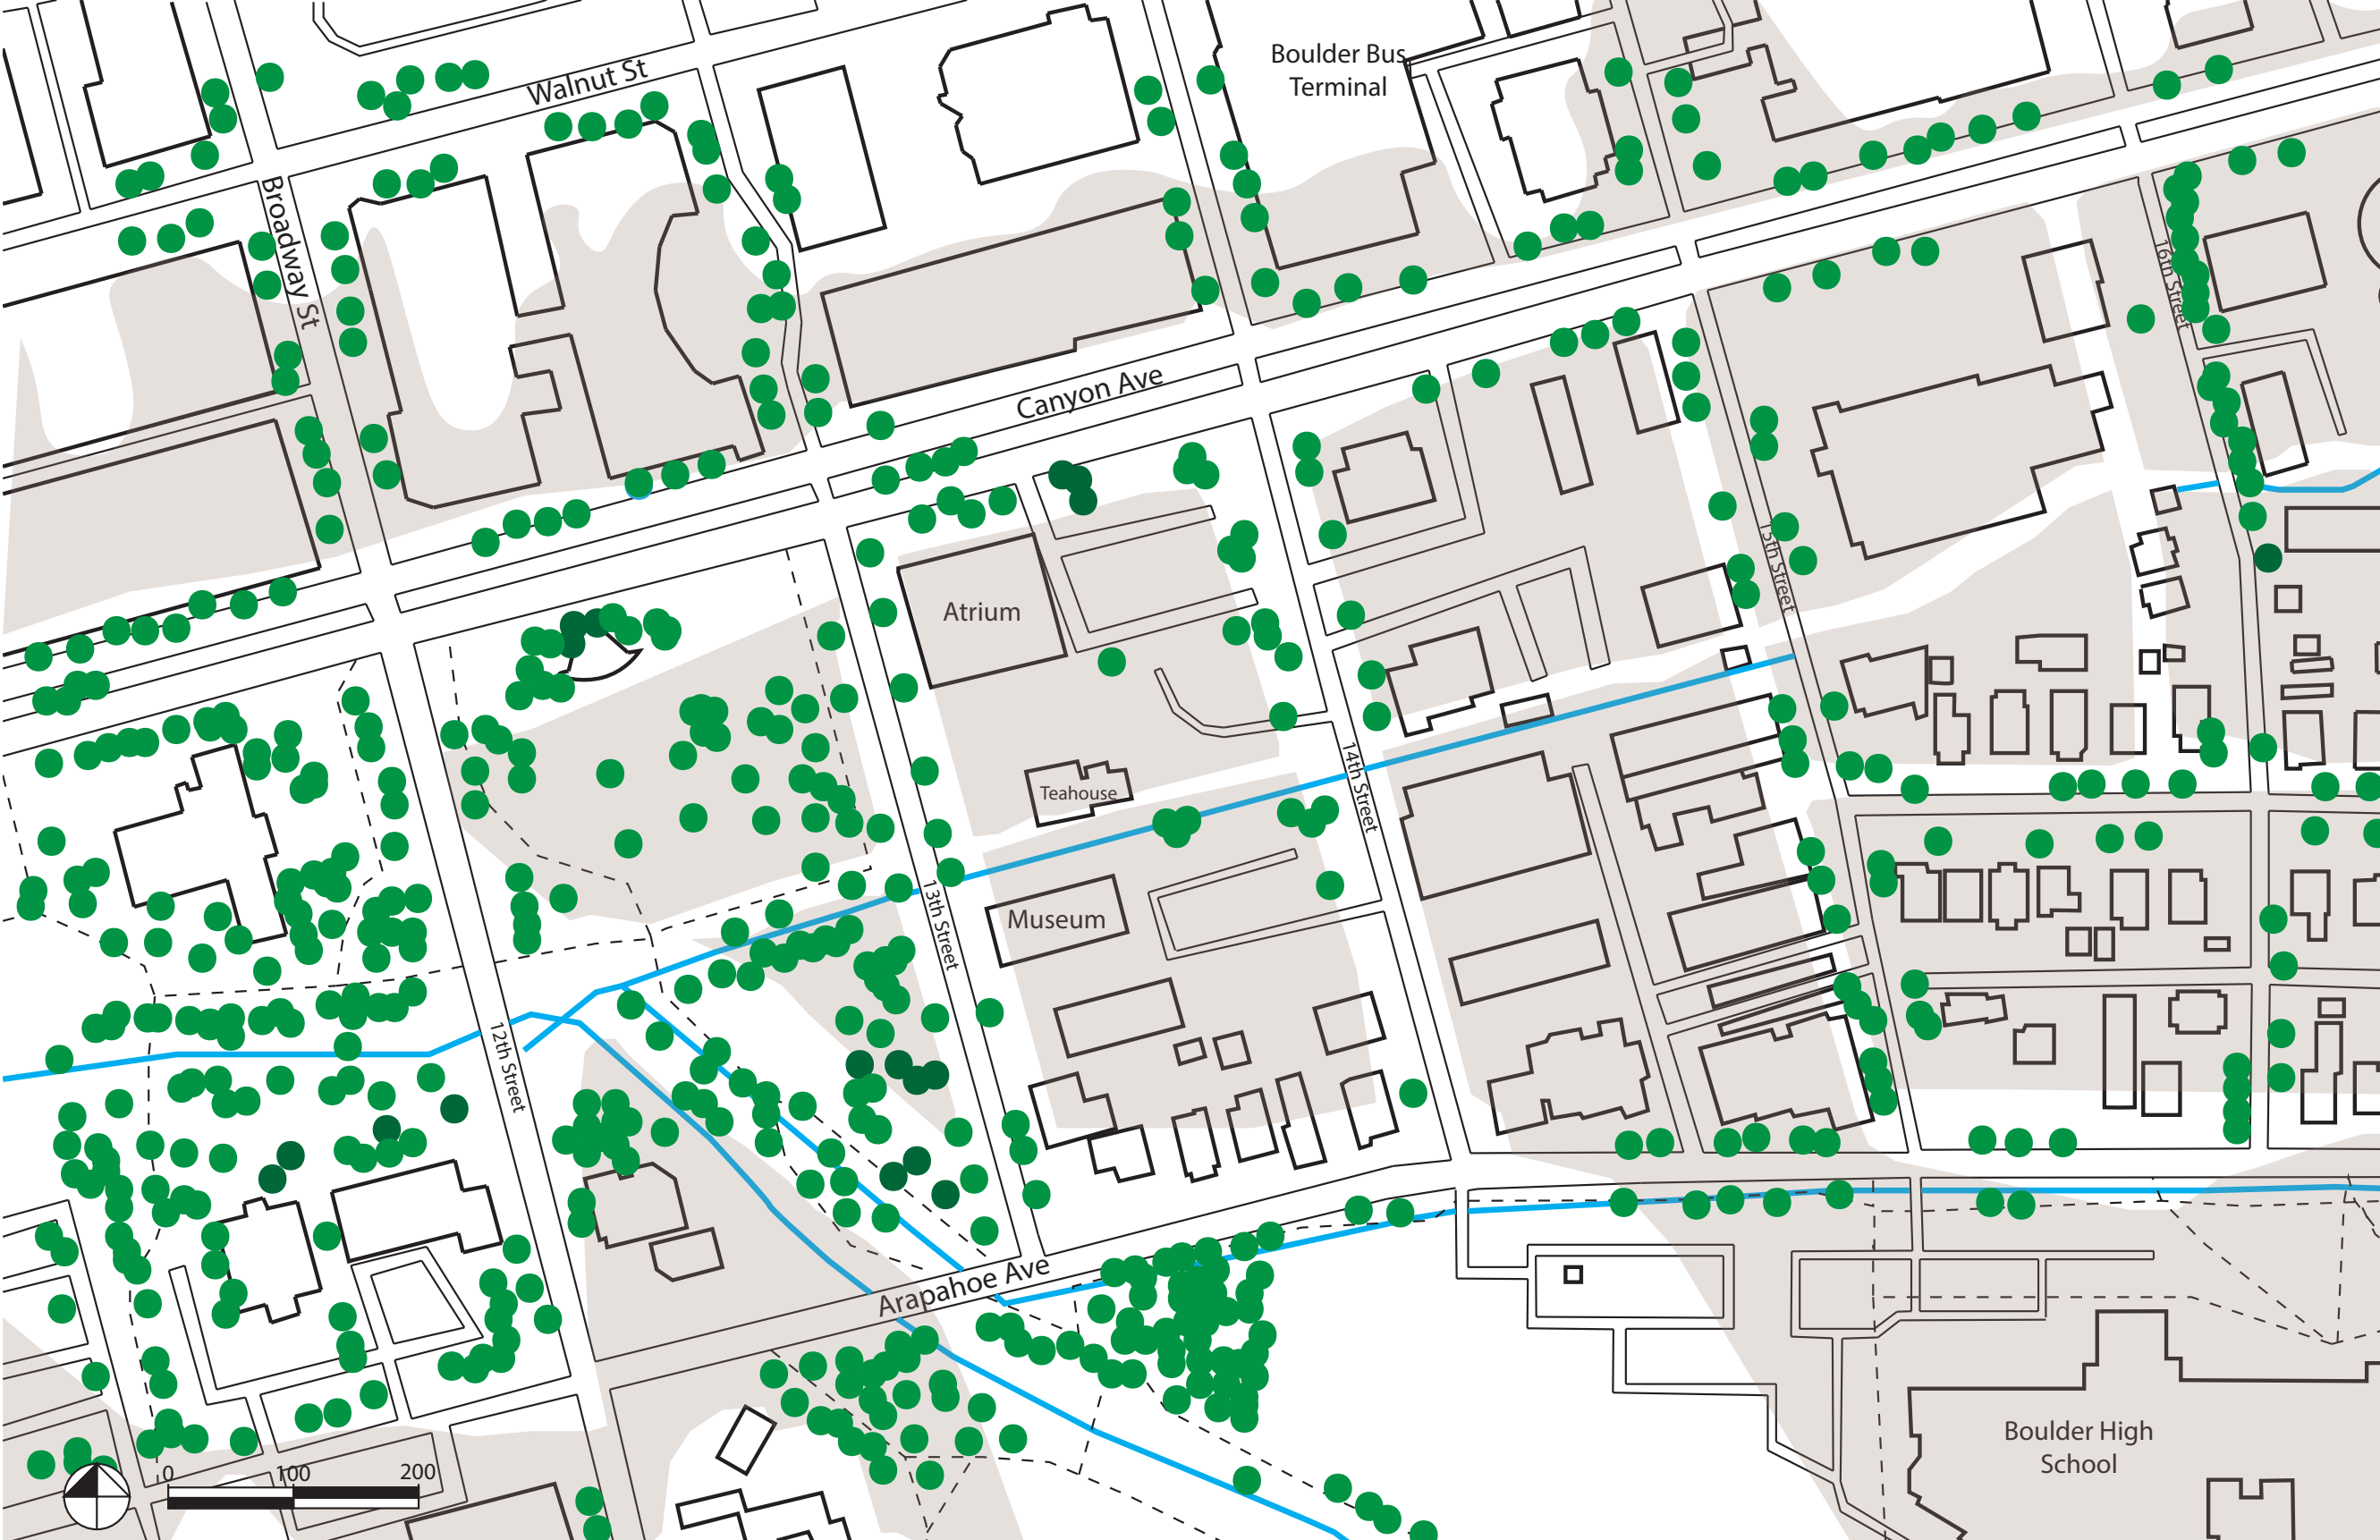 Boulder Bus
Terminal
Walnut St
Broadway St
16th Street
Canyon Ave
5th Street
Atrium
Teahouse
14th Street
Museum
13th Street
12th Street
Arapahoe Ave
Boulder High
School
0 100 200